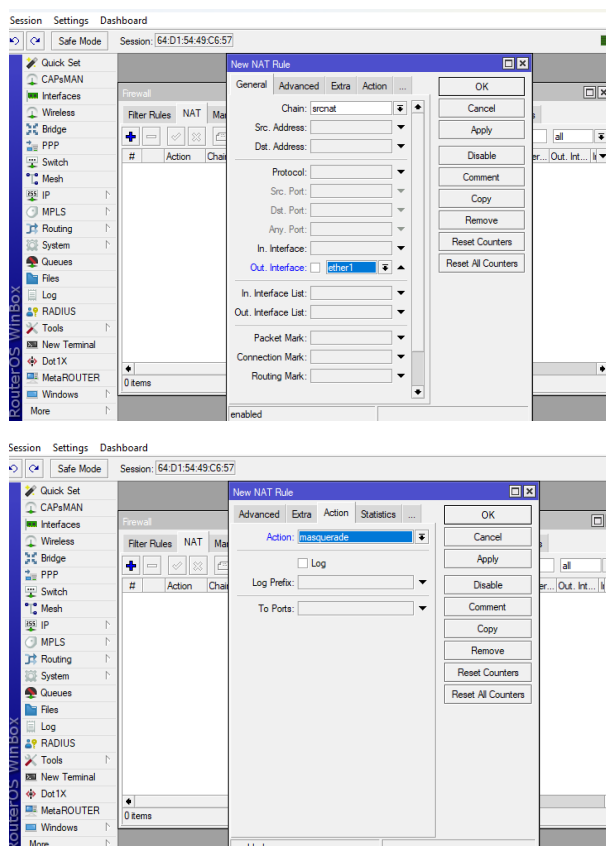 Session Settings Dashboard
Safe Mode Session: 64:D1:54:49:C6:57
RouterOS WinBox
Quick Set
CAPsMAN
Interfaces
Wireless
Bridge
PPP
Switch
Mesh
IP
MPLS
Routing
System
Queues
Files
Log
RADIUS
Tools
New Terminal
Dot1X
MetaROUTER
Windows
More
Firewall
Filter Rules NAT
all
# Action
Out. Int...
0 items
New NAT Rule
General Advanced Extra Action ...
Chain: srcnat
Src. Address:
Dst. Address:
Protocol:
Src. Port:
Dst. Port:
Any. Port:
In. Interface:
Out. Interface: ether1
In. Interface List:
Out. Interface List:
Packet Mark:
Connection Mark:
Routing Mark:
enabled
OK
Cancel
Apply
Disable
Comment
Copy
Remove
Reset Counters
Reset All Counters
Session Settings Dashboard
Safe Mode Session: 64:D1:54:49:C6:57
RouterOS WinBox
Quick Set
CAPsMAN
Interfaces
Wireless
Bridge
PPP
Switch
Mesh
IP
MPLS
Routing
System
Queues
Files
Log
RADIUS
Tools
New Terminal
Dot1X
MetaROUTER
Windows
More
Firewall
Filter Rules NAT
all
# Action
Out. Int...
0 items
New NAT Rule
Advanced Extra Action Statistics ...
Action: masquerade
Log
Log Prefix:
To Ports:
OK
Cancel
Apply
Disable
Comment
Copy
Remove
Reset Counters
Reset All Counters